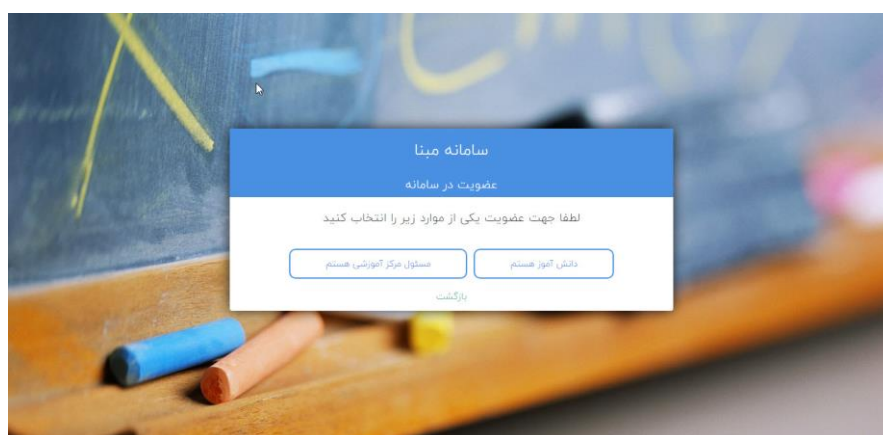 سامانه مبنا
عضویت در سامانه
لطفا جهت عضویت یکی از موارد زیر را انتخاب کنید
دانش آموز هستم
مسئول مرکز آموزشی هستم
بازگشت